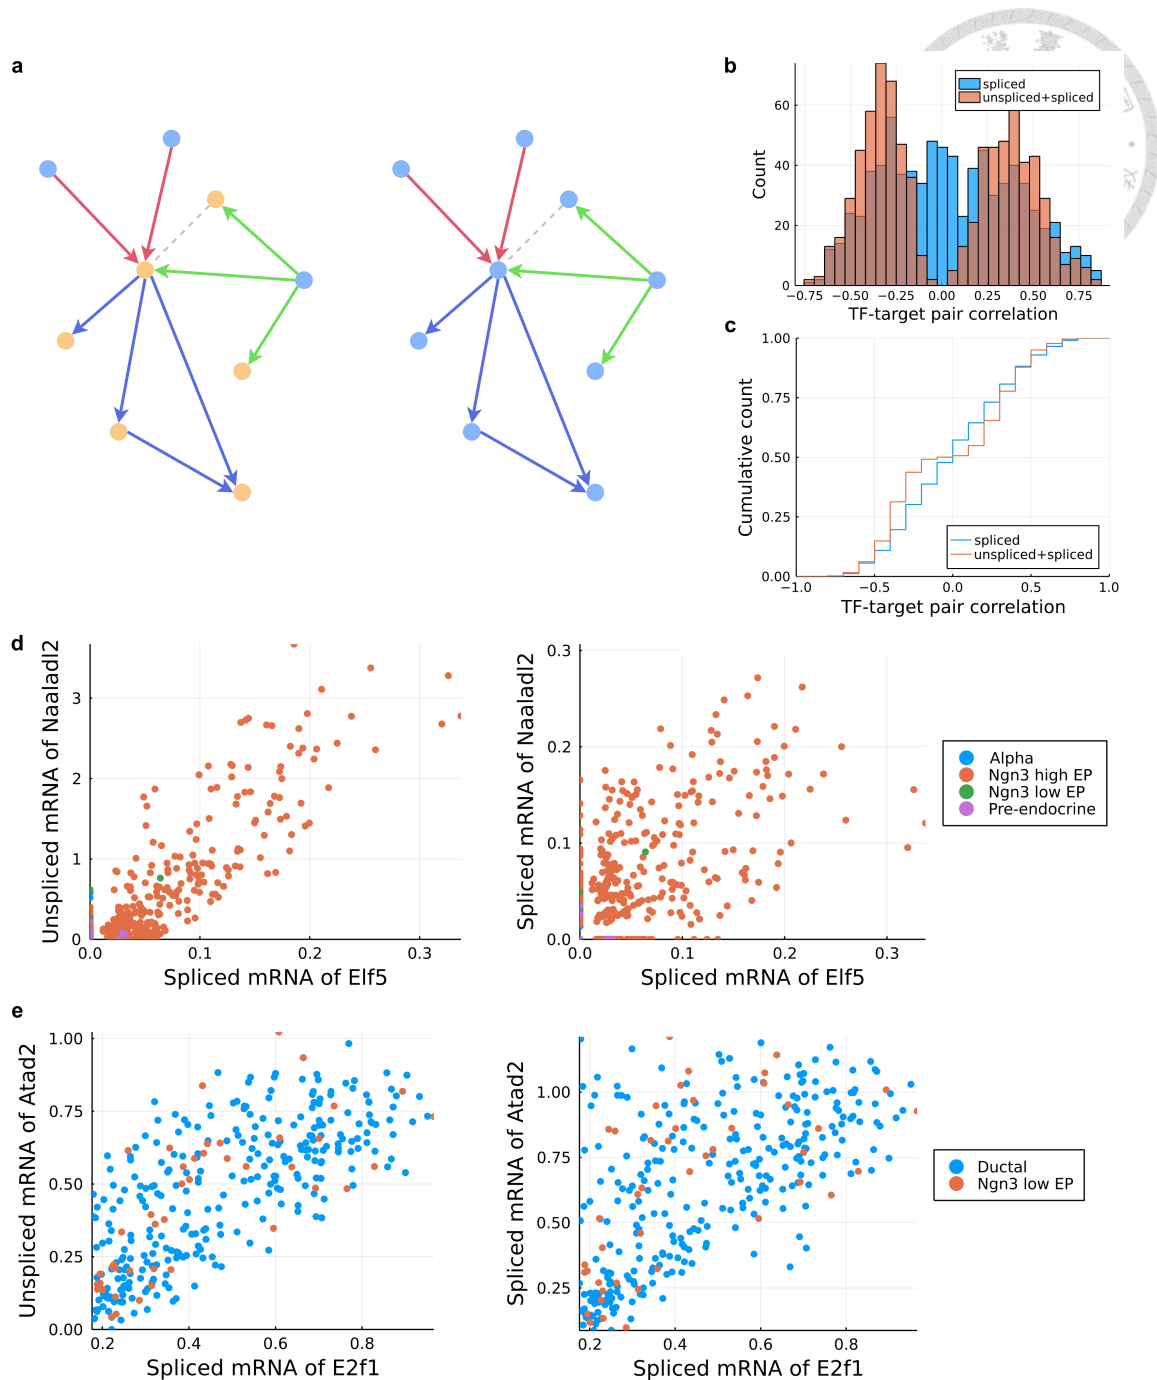 a
b
Count
60
40
20
0
spliced
unspliced+spliced
−0.75
−0.50
−0.25
0.00
0.25
0.50
0.75
TF-target pair correlation
c
Cumulative count
1.00
0.75
0.50
0.25
0.00
spliced
unspliced+spliced
−1.0
−0.5
0.0
0.5
1.0
TF-target pair correlation
d
Unspliced mRNA of Naaladl2
3
2
1
0
0.0
0.1
0.2
0.3
Spliced mRNA of Elf5
Spliced mRNA of Naaladl2
0.3
0.2
0.1
0.0
0.0
0.1
0.2
0.3
Spliced mRNA of Elf5
Alpha
Ngn3 high EP
Ngn3 low EP
Pre-endocrine
e
Unspliced mRNA of Atad2
1.00
0.75
0.50
0.25
0.00
0.2
0.4
0.6
0.8
Spliced mRNA of E2f1
Spliced mRNA of Atad2
1.00
0.75
0.50
0.25
0.2
0.4
0.6
0.8
Spliced mRNA of E2f1
Ductal
Ngn3 low EP